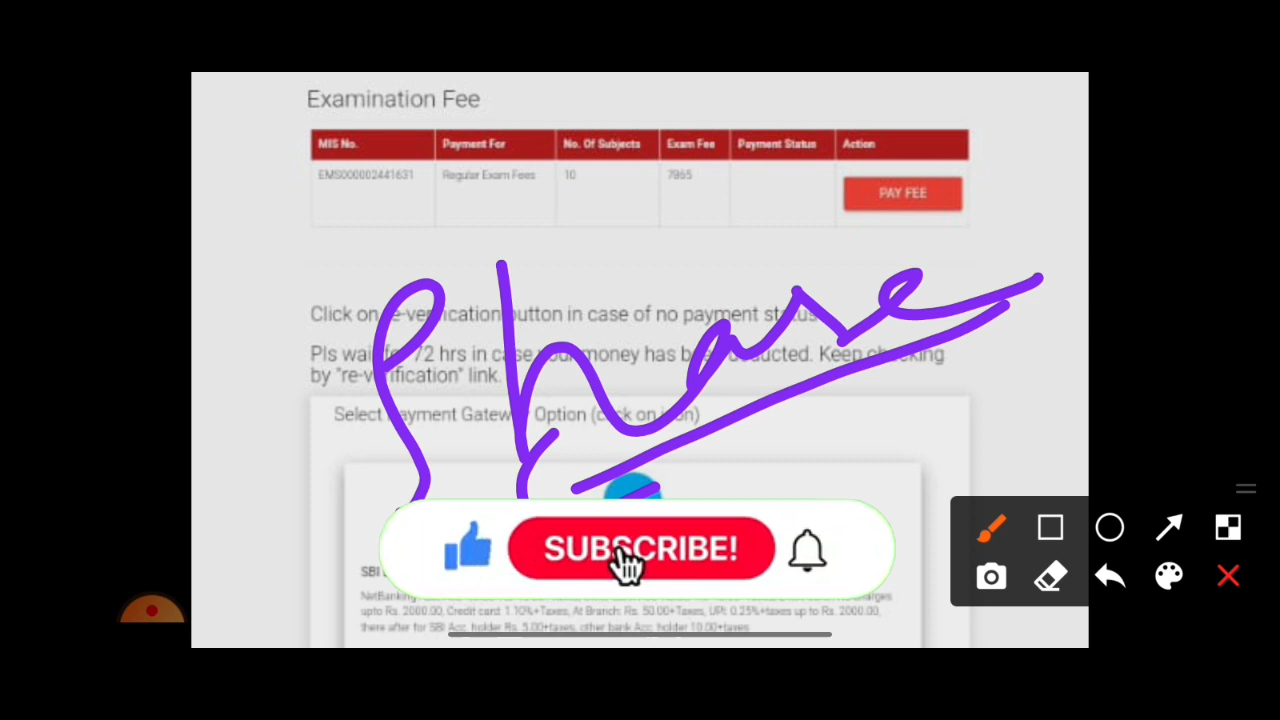 Examination Fee
MIS No. Payment For No. Of Subjects Exam Fee Payment Status Action
EMS000002441631 Regular Exam Fees 10 7865 PAY FEE
Click on re-verification button in case of no payment status
Pls wait for 72 hrs in case your money has been deducted. Keep checking
by "re-verification" link.
Share
Select Payment Gateway Option (click on icon)
SUBSCRIBE!
SBI
NetBanking
upto Rs. 2000.00, Credit card: 1.10%+Taxes, At Branch: Rs. 50.00+Taxes, UPI: 0.25%+taxes up to Rs. 2000.00,
there after for SBI Acc. holder Rs. 5.00+taxes, other bank Acc. holder 10.00+taxes